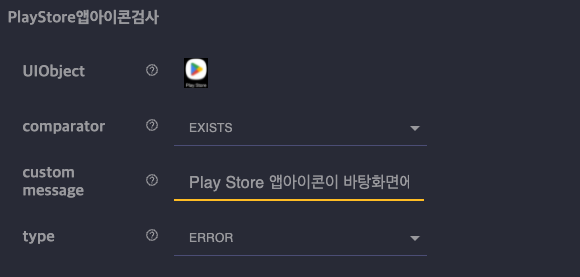 PlayStore앱아이콘검사
UIObject
Play Store
comparator
EXISTS
custom
message
Play Store 앱아이콘이 바탕화면에
type
ERROR